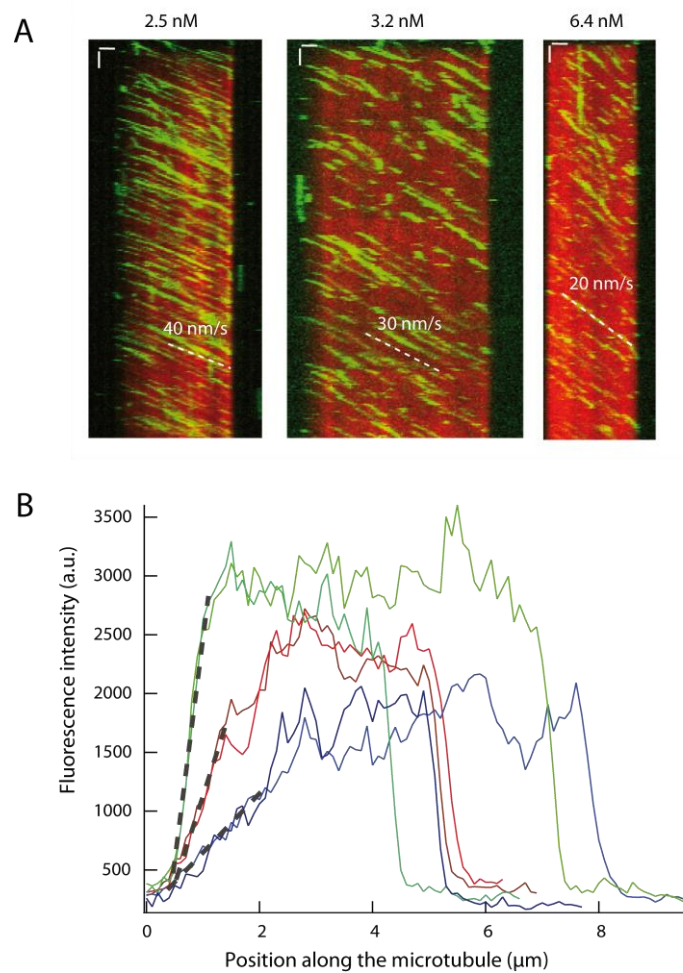 A
2.5 nM
3.2 nM
6.4 nM
40 nm/s
30 nm/s
20 nm/s
B
3500
3000
2500
2000
1500
1000
500
Fluorescence intensity (a.u.)
0
2
4
6
8
Position along the microtubule (μm)